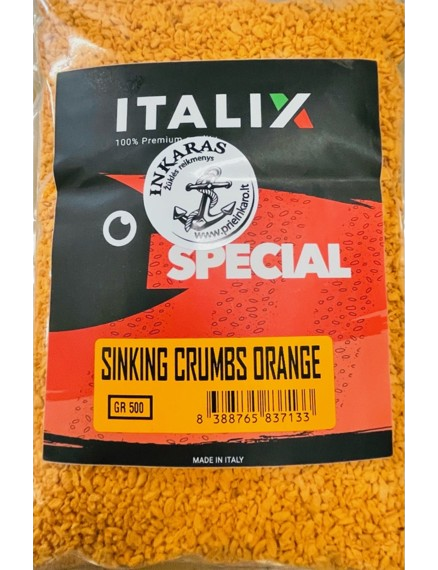 ITALIX
100% Premium
INKARAS
žūklės reikmenys
www.prieinkaro.lt
SPECIAL
SINKING CRUMBS ORANGE
GR 500
8 388765 837133
MADE IN ITALY